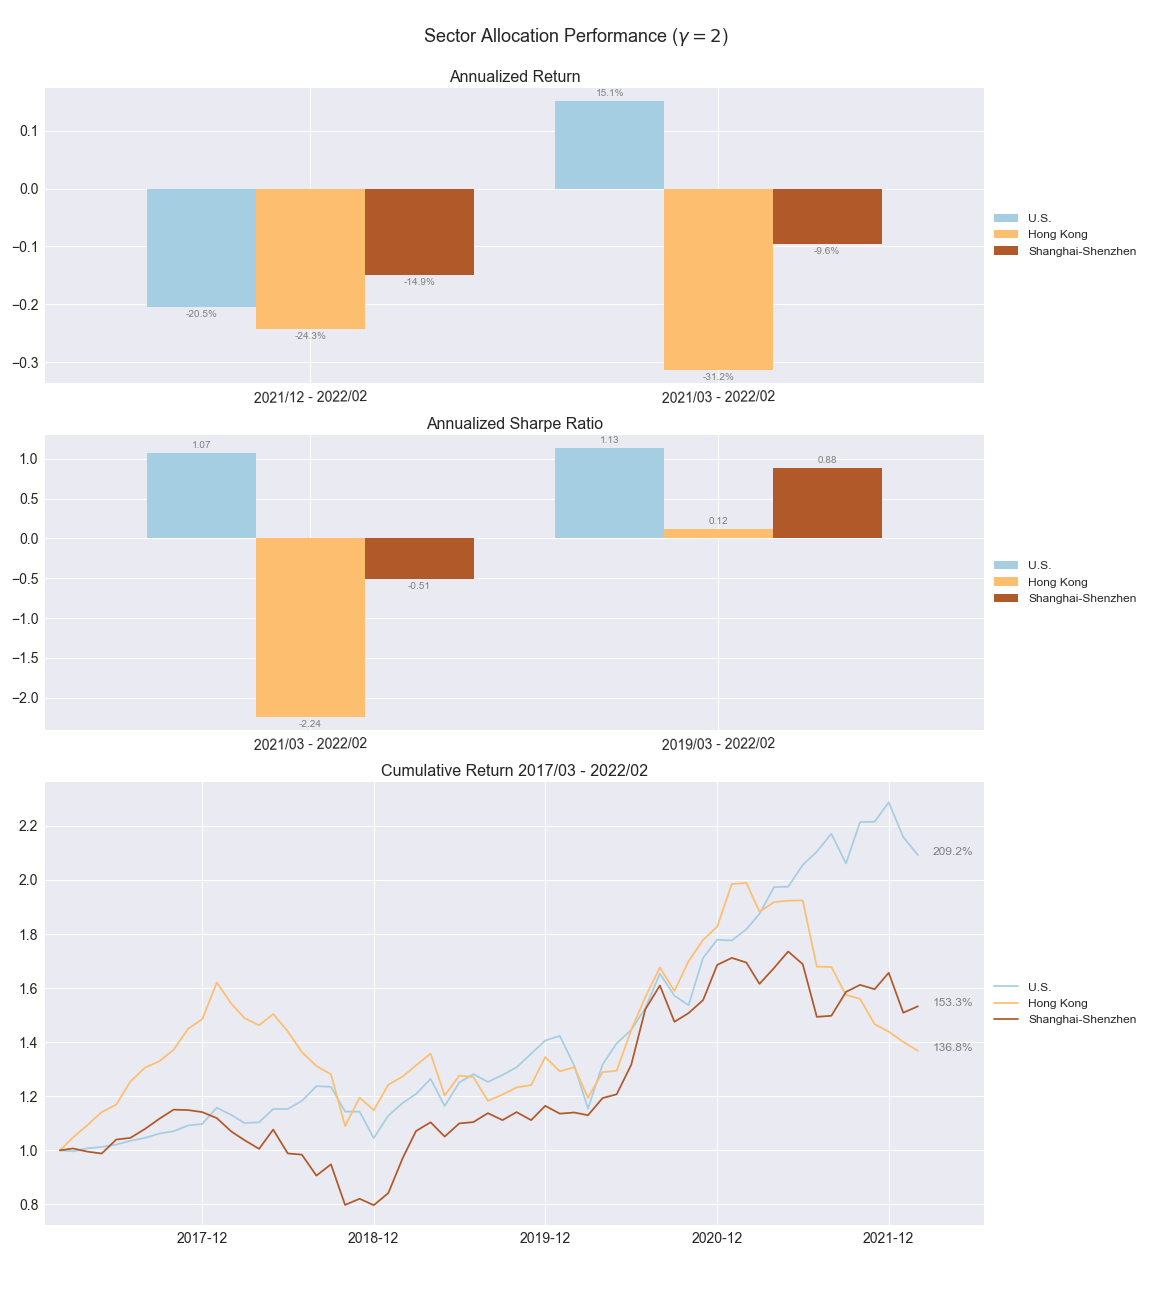 Sector Allocation Performance (γ = 2)
Annualized Return
15.1%
0.1
0.0
−0.1
−0.2
−0.3
-20.5%
-24.3%
-14.9%
-31.2%
-9.6%
U.S.
Hong Kong
Shanghai-Shenzhen
2021/12 - 2022/02
2021/03 - 2022/02
Annualized Sharpe Ratio
1.07
1.13
0.88
0.12
1.0
0.5
0.0
−0.5
−1.0
−1.5
−2.0
-0.51
-2.24
U.S.
Hong Kong
Shanghai-Shenzhen
2021/03 - 2022/02
2019/03 - 2022/02
Cumulative Return 2017/03 - 2022/02
2.2
2.0
1.8
1.6
1.4
1.2
1.0
0.8
209.2%
153.3%
136.8%
U.S.
Hong Kong
Shanghai-Shenzhen
2017-12
2018-12
2019-12
2020-12
2021-12